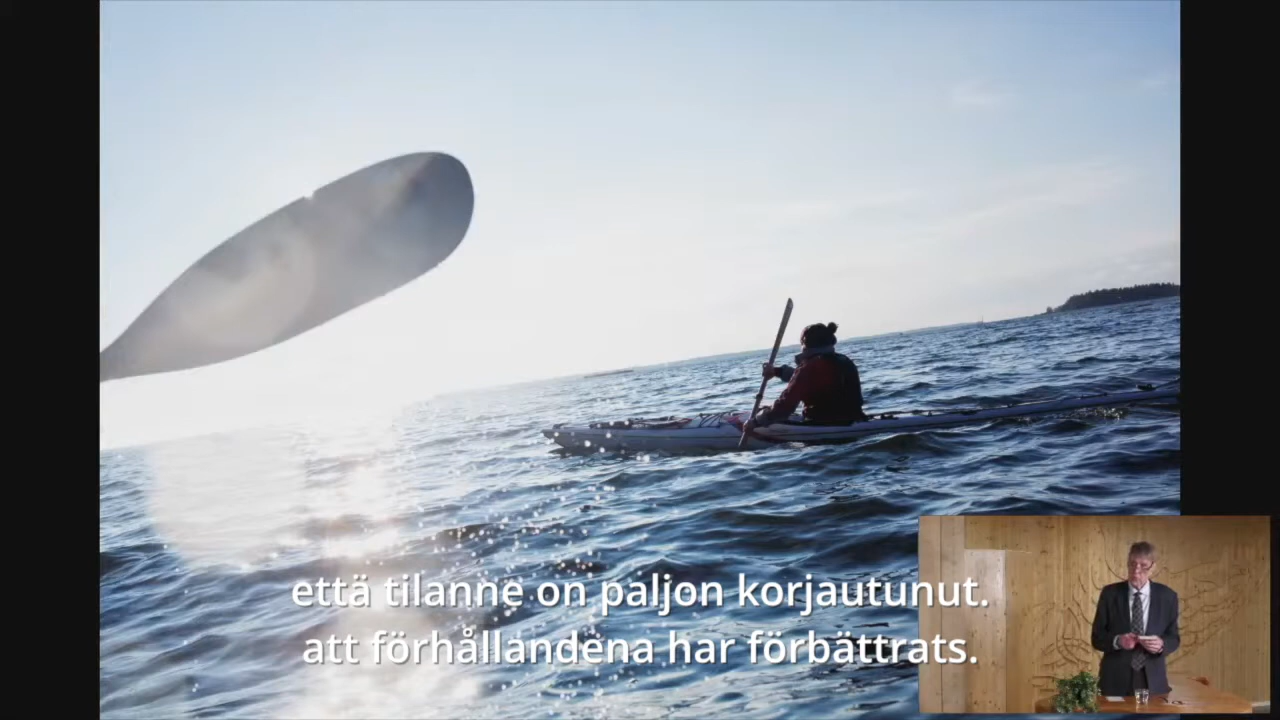 että tilanne on paljon korjautunut.
att förhållandena har förbättrats.